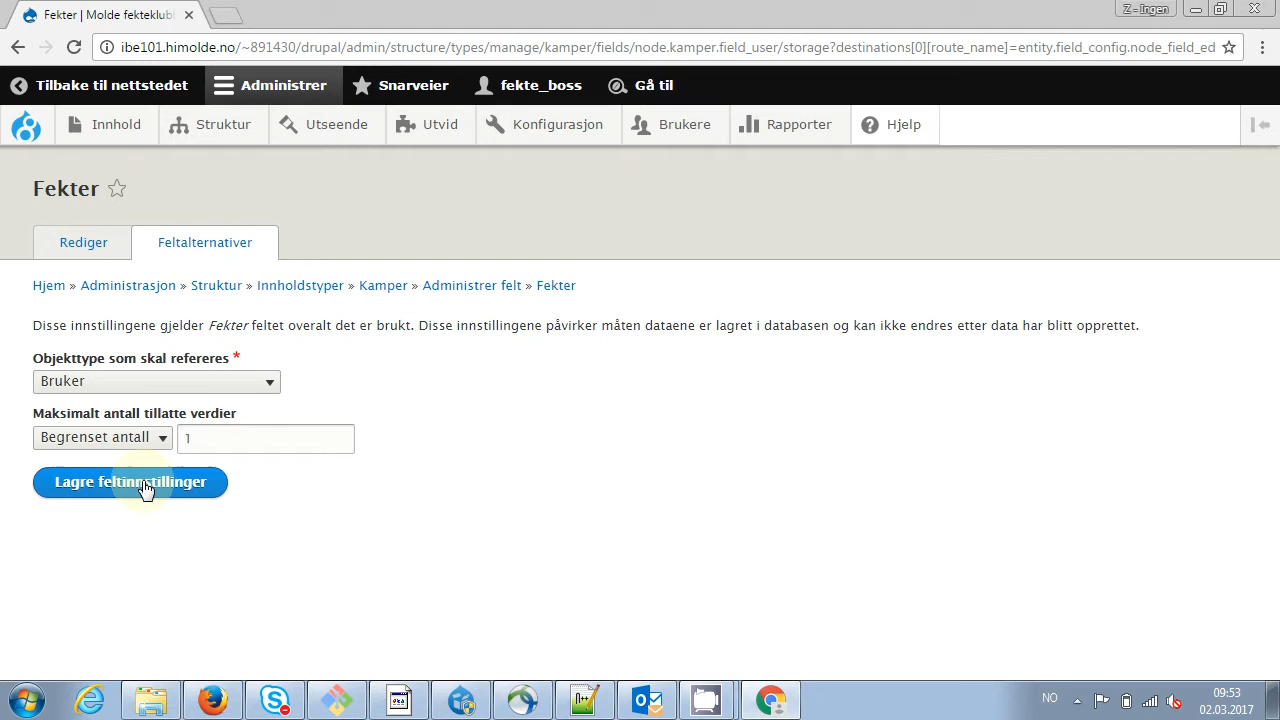 Fekter | Molde fekteklub
Z - Ingen
ibe101.himolde.no/~891430/drupal/admin/structure/types/manage/kamper/fields/node.kamper.field_user/storage?destinations[0][route_name]=entity.field_config.node_field_ed
Tilbake til nettstedet Administrer Snarveier fekte_boss Gå til
Innhold Struktur Utseende Utvid Konfigurasjon Brukere Rapporter Hjelp
Fekter
Rediger Feltalternativer
Hjem » Administrasjon » Struktur » Innholdstyper » Kamper » Administrer felt » Fekter
Disse innstillingene gjelder Fekter feltet overalt det er brukt. Disse innstillingene påvirker måten dataene er lagret i databasen og kan ikke endres etter data har blitt opprettet.
Objekttype som skal refereres *
Bruker
Maksimalt antall tillatte verdier
Begrenset antall 1
Lagre feltinnstillinger
NO 09:53
02.03.2017